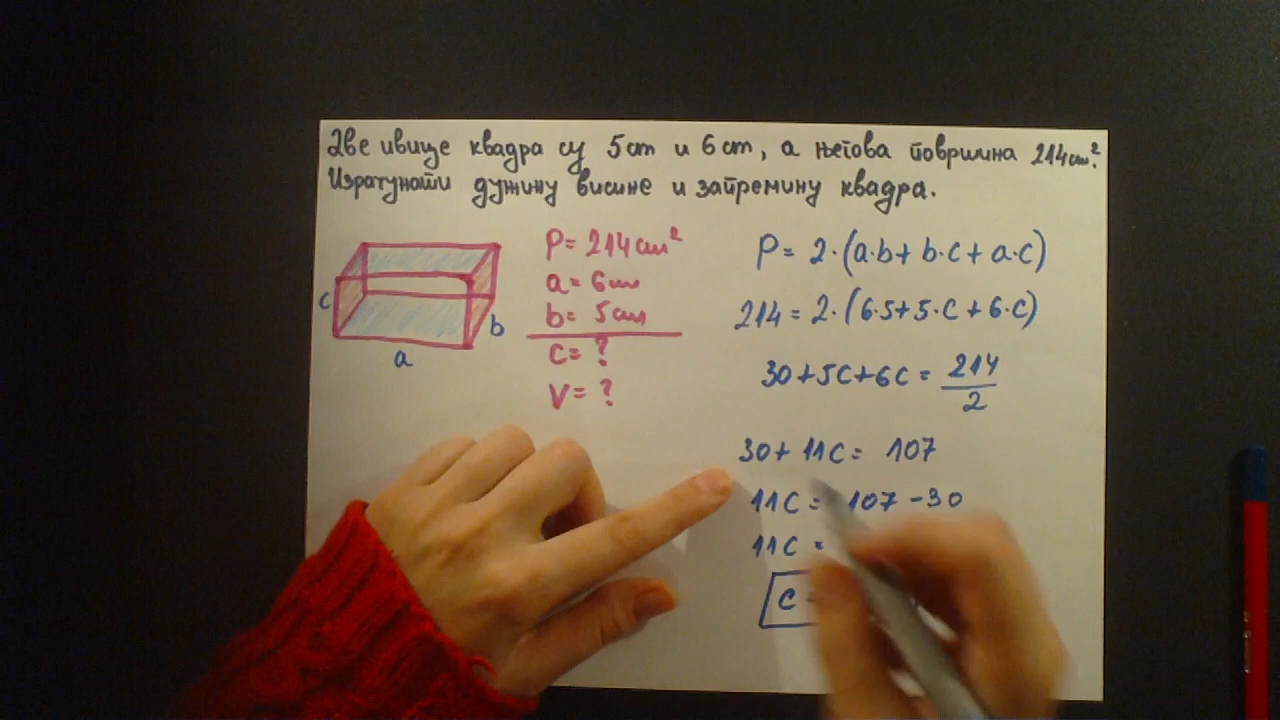 Две ивице квадра су 5cm и 6cm, а његова површина 214cm².
Израчунати дужину висине и запремину квадра.
c
b
a
P = 214cm²
a = 6cm
b = 5cm
c = ?
V = ?
P = 2·(a·b + b·c + a·c)
214 = 2·(6·5 + 5·c + 6·c)
30 + 5c + 6c = 214/2
30 + 11c = 107
11c = 107 - 30
11c =
c =